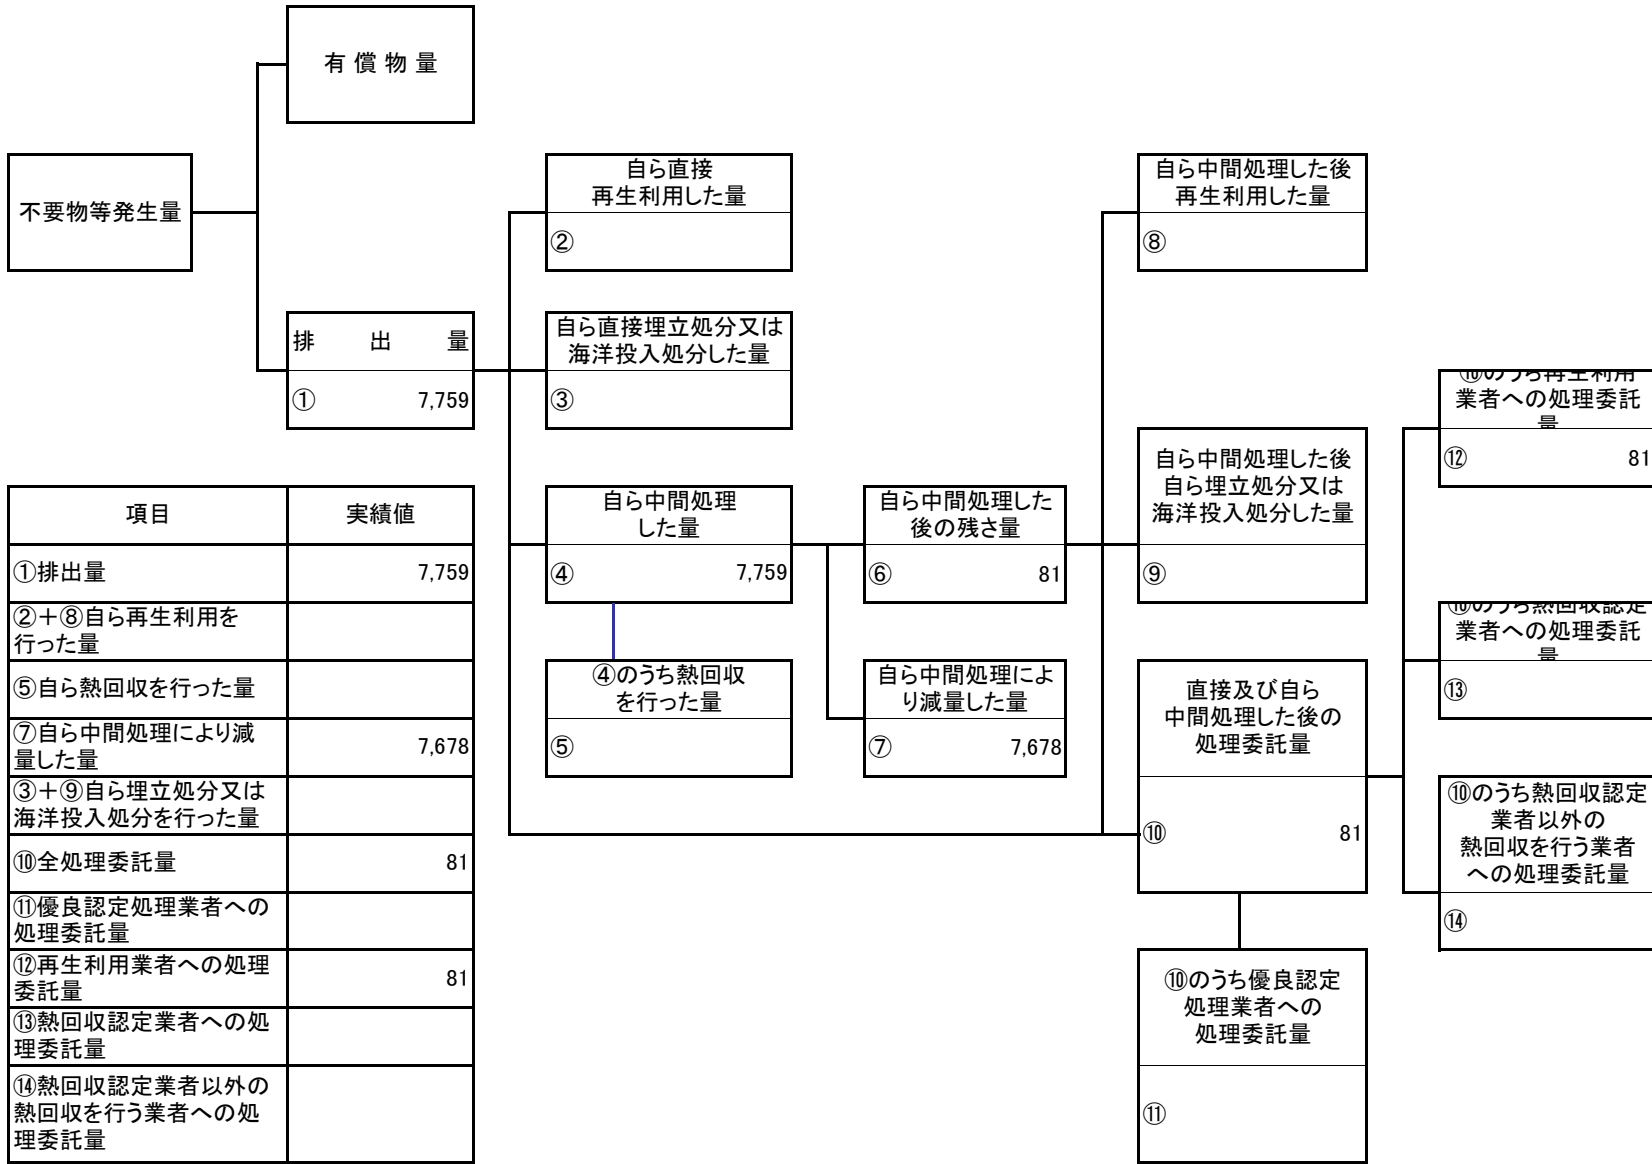 有 償 物 量
不要物等発生量
自ら直接
再生利用した量
②
自ら中間処理した後
再生利用した量
⑧
排 出 量
① 7,759
自ら直接埋立処分又は
海洋投入処分した量
③
⑩のうち再生利用
業者への処理委託
量
⑫ 81
自ら中間処理した後
自ら埋立処分又は
海洋投入処分した量
⑨
自ら中間処理
した量
④ 7,759
自ら中間処理した
後の残さ量
⑥ 81
④のうち熱回収
を行った量
⑤
自ら中間処理によ
り減量した量
⑦ 7,678
直接及び自ら
中間処理した後の
処理委託量
⑩ 81
⑩のうち熱回収認定
業者への処理委託
量
⑬
⑩のうち熱回収認定
業者以外の
熱回収を行う業者
への処理委託量
⑭
⑩のうち優良認定
処理業者への
処理委託量
⑪
項目 実績値
①排出量 7,759
②+⑧自ら再生利用を
行った量
⑤自ら熱回収を行った量
⑦自ら中間処理により減
量した量 7,678
③+⑨自ら埋立処分又は
海洋投入処分を行った量
⑩全処理委託量 81
⑪優良認定処理業者への
処理委託量
⑫再生利用業者への処理
委託量 81
⑬熱回収認定業者への処
理委託量
⑭熱回収認定業者以外の
熱回収を行う業者への処
理委託量